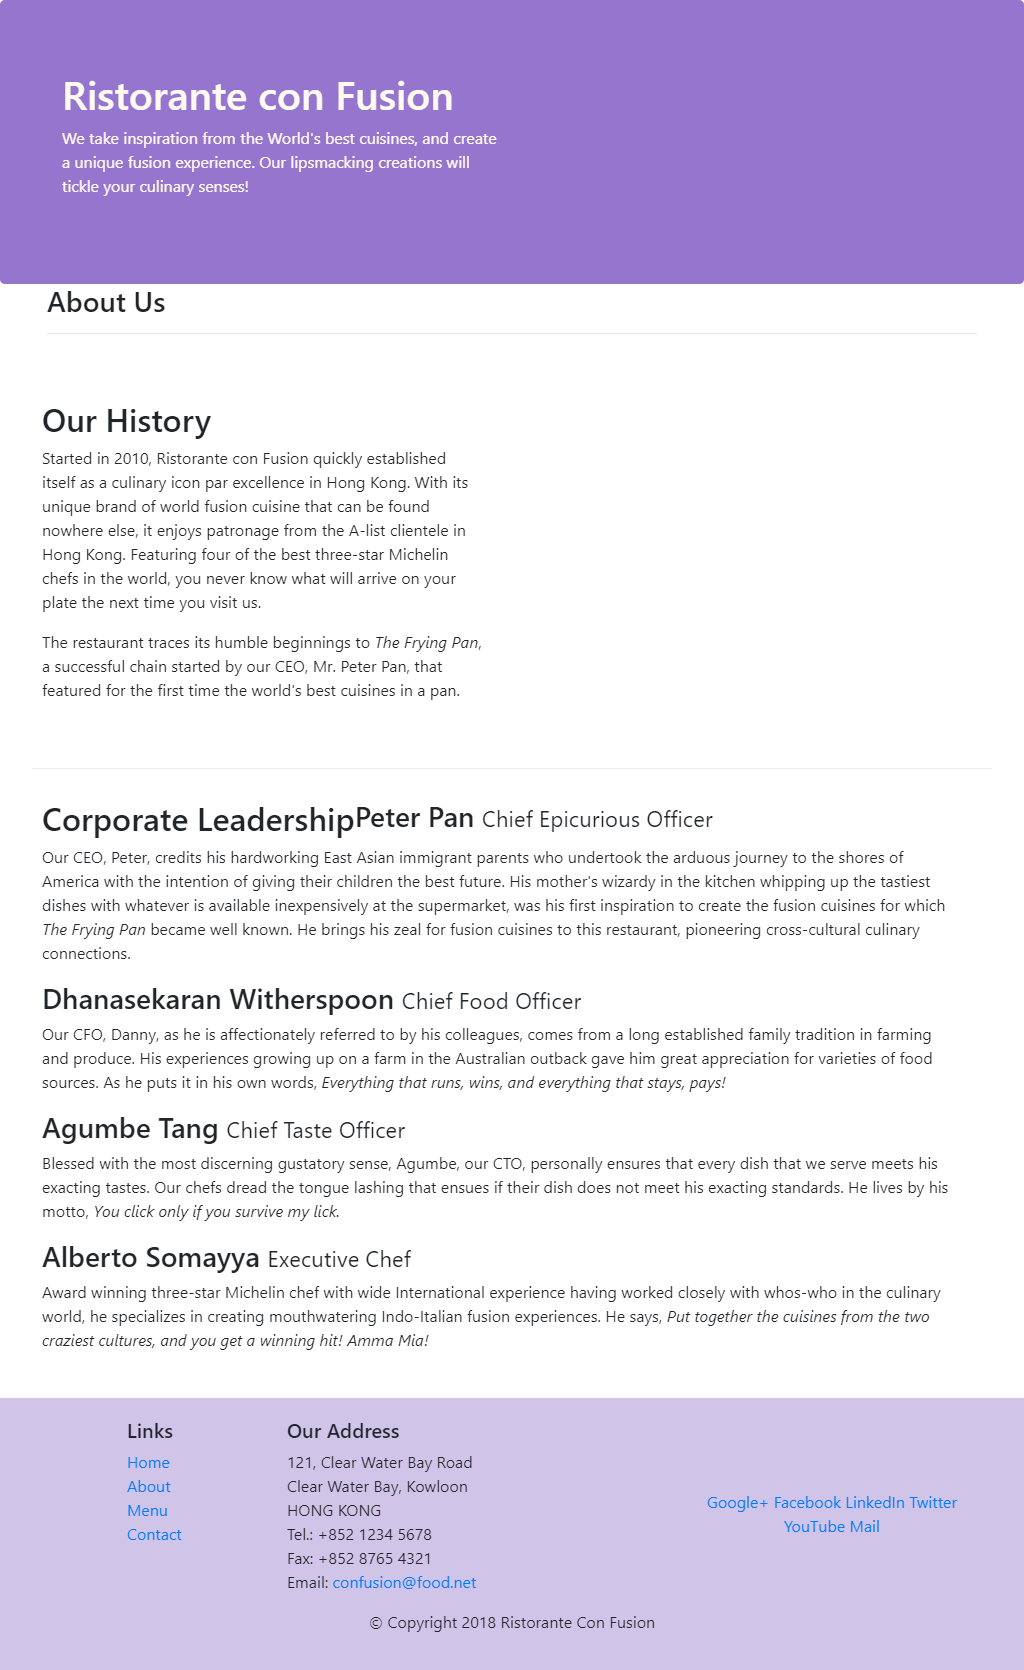 Ristorante con Fusion
We take inspiration from the World's best cuisines, and create
a unique fusion experience. Our lipsmacking creations will
tickle your culinary senses!
About Us
Our History
Started in 2010, Ristorante con Fusion quickly established
itself as a culinary icon par excellence in Hong Kong. With its
unique brand of world fusion cuisine that can be found
nowhere else, it enjoys patronage from the A-list clientele in
Hong Kong. Featuring four of the best three-star Michelin
chefs in the world, you never know what will arrive on your
plate the next time you visit us.
The restaurant traces its humble beginnings to The Frying Pan,
a successful chain started by our CEO, Mr. Peter Pan, that
featured for the first time the world's best cuisines in a pan.
Corporate LeadershipPeter Pan Chief Epicurious Officer
Our CEO, Peter, credits his hardworking East Asian immigrant parents who undertook the arduous journey to the shores of
America with the intention of giving their children the best future. His mother's wizardy in the kitchen whipping up the tastiest
dishes with whatever is available inexpensively at the supermarket, was his first inspiration to create the fusion cuisines for which
The Frying Pan became well known. He brings his zeal for fusion cuisines to this restaurant, pioneering cross-cultural culinary
connections.
Dhanasekaran Witherspoon Chief Food Officer
Our CFO, Danny, as he is affectionately referred to by his colleagues, comes from a long established family tradition in farming
and produce. His experiences growing up on a farm in the Australian outback gave him great appreciation for varieties of food
sources. As he puts it in his own words, Everything that runs, wins, and everything that stays, pays!
Agumbe Tang Chief Taste Officer
Blessed with the most discerning gustatory sense, Agumbe, our CTO, personally ensures that every dish that we serve meets his
exacting tastes. Our chefs dread the tongue lashing that ensues if their dish does not meet his exacting standards. He lives by his
motto, You click only if you survive my lick.
Alberto Somayya Executive Chef
Award winning three-star Michelin chef with wide International experience having worked closely with whos-who in the culinary
world, he specializes in creating mouthwatering Indo-Italian fusion experiences. He says, Put together the cuisines from the two
craziest cultures, and you get a winning hit! Amma Mia!
Links
Home
About
Menu
Contact
Our Address
121, Clear Water Bay Road
Clear Water Bay, Kowloon
HONG KONG
Tel.: +852 1234 5678
Fax: +852 8765 4321
Email: confusion@food.net
Google+ Facebook LinkedIn Twitter
YouTube Mail
© Copyright 2018 Ristorante Con Fusion